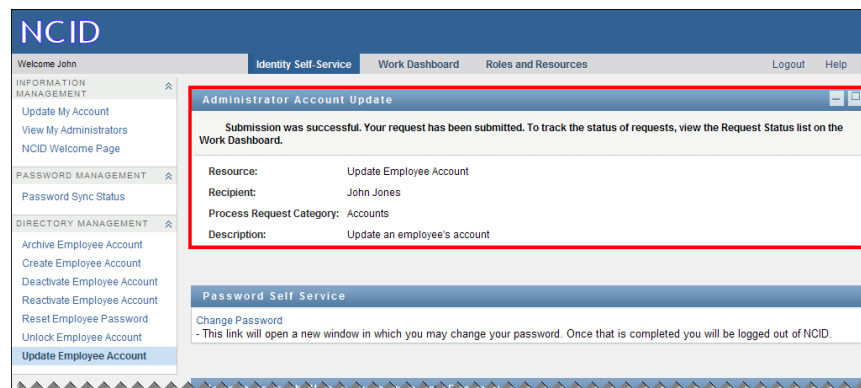 NCID
Welcome John
Identity Self-Service Work Dashboard Roles and Resources Logout Help
INFORMATION
MANAGEMENT
Update My Account
View My Administrators
NCID Welcome Page
PASSWORD MANAGEMENT
Password Sync Status
DIRECTORY MANAGEMENT
Archive Employee Account
Create Employee Account
Deactivate Employee Account
Reactivate Employee Account
Reset Employee Password
Unlock Employee Account
Update Employee Account
Administrator Account Update
Submission was successful. Your request has been submitted. To track the status of requests, view the Request Status list on the
Work Dashboard.
Resource: Update Employee Account
Recipient: John Jones
Process Request Category: Accounts
Description: Update an employee's account
Password Self Service
Change Password
- This link will open a new window in which you may change your password. Once that is completed you will be logged out of NCID.